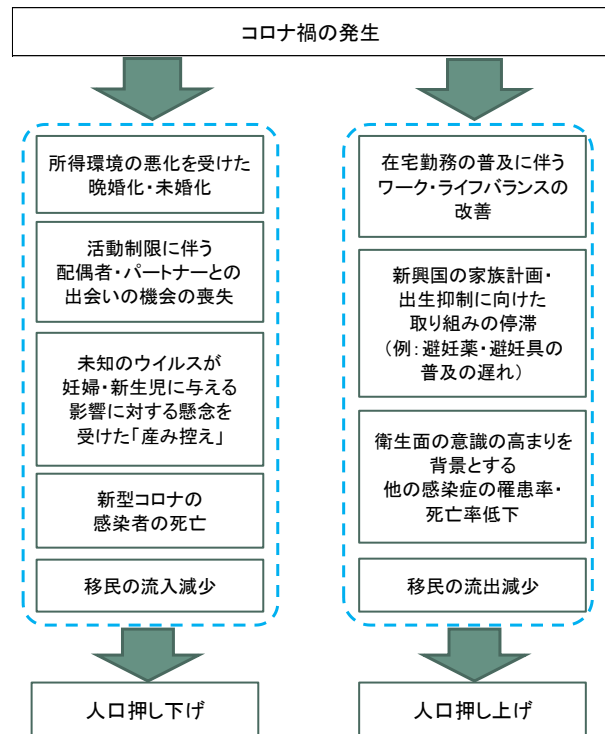 コロナ禍の発生
所得環境の悪化を受けた
晩婚化・未婚化
活動制限に伴う
配偶者・パートナーとの
出会いの機会の喪失
未知のウイルスが
妊婦・新生児に与える
影響に対する懸念を
受けた「産み控え」
新型コロナの
感染者の死亡
移民の流入減少
人口押し下げ
在宅勤務の普及に伴う
ワーク・ライフバランスの
改善
新興国の家族計画・
出生抑制に向けた
取り組みの停滞
(例：避妊薬・避妊具の
普及の遅れ)
衛生面の意識の高まりを
背景とする
他の感染症の罹患率・
死亡率低下
移民の流出減少
人口押し上げ